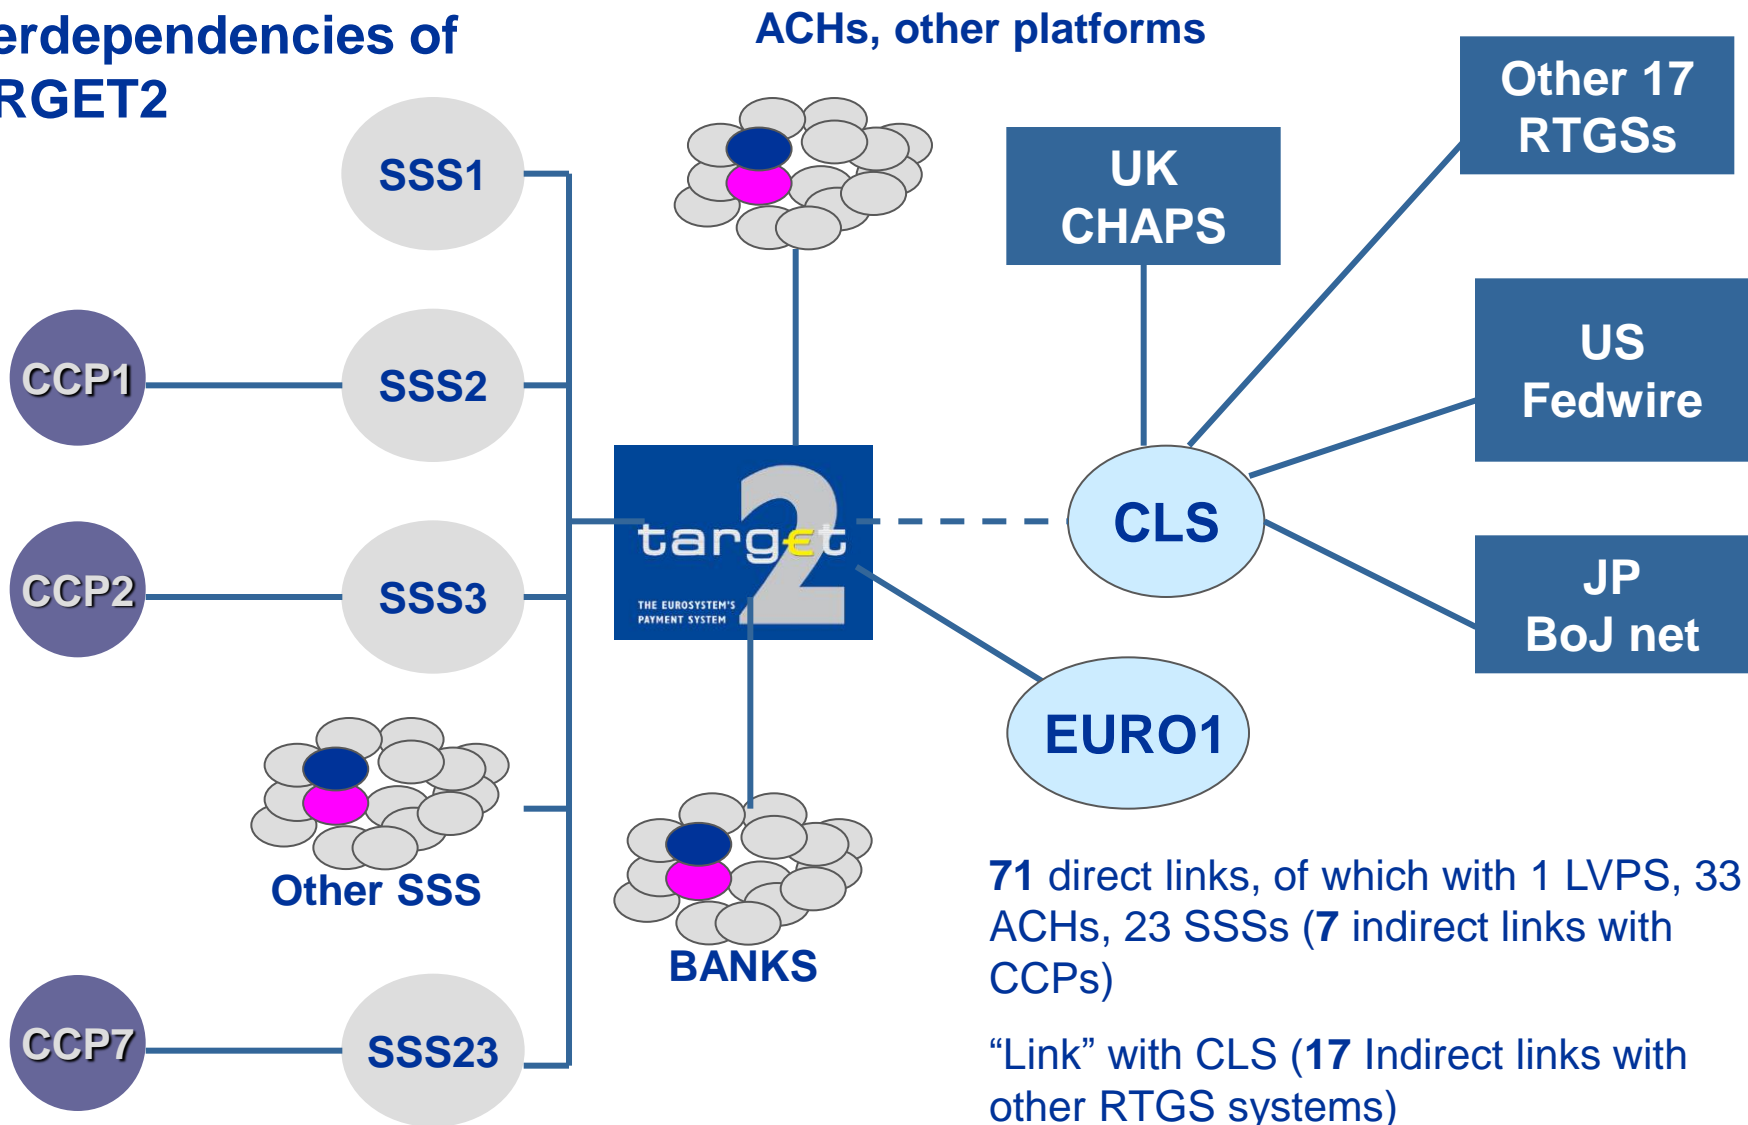 erdependencies of
RGET2
ACHs, other platforms
Other 17
RTGSs
UK
CHAPS
SSS1
US
Fedwire
CCP1
SSS2
target
2
THE EUROSYSTEM'S
PAYMENT SYSTEM
CLS
CCP2
SSS3
JP
BoJ net
EURO1
Other SSS
BANKS
71 direct links, of which with 1 LVPS, 33
ACHs, 23 SSSs (7 indirect links with
CCPs)
CCP7
SSS23
“Link” with CLS (17 Indirect links with
other RTGS systems)